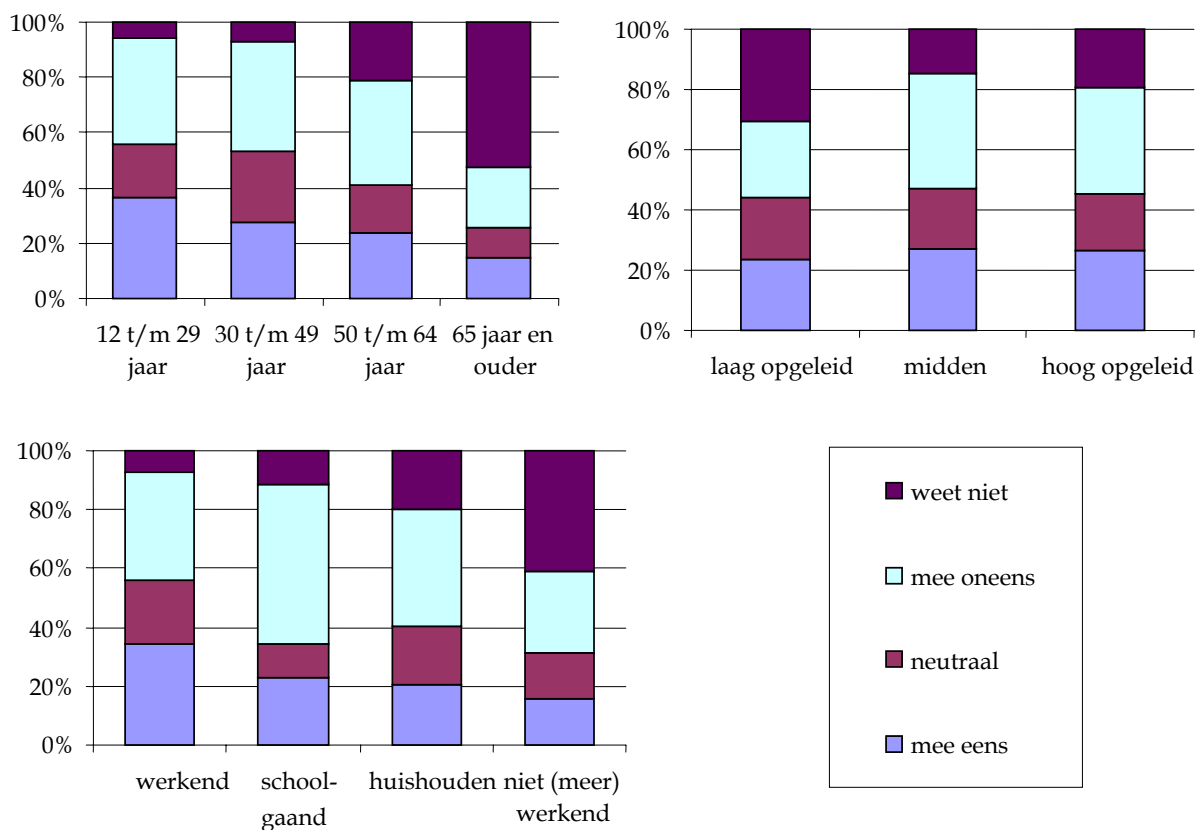 100%
80%
60%
40%
20%
0%
12 t/m 29 jaar
30 t/m 49 jaar
50 t/m 64 jaar
65 jaar en ouder
100%
80%
60%
40%
20%
0%
laag opgeleid
midden
hoog opgeleid
100%
80%
60%
40%
20%
0%
werkend
school-
gaand
huishouden
niet (meer)
werkend
weet niet
mee oneens
neutraal
mee eens